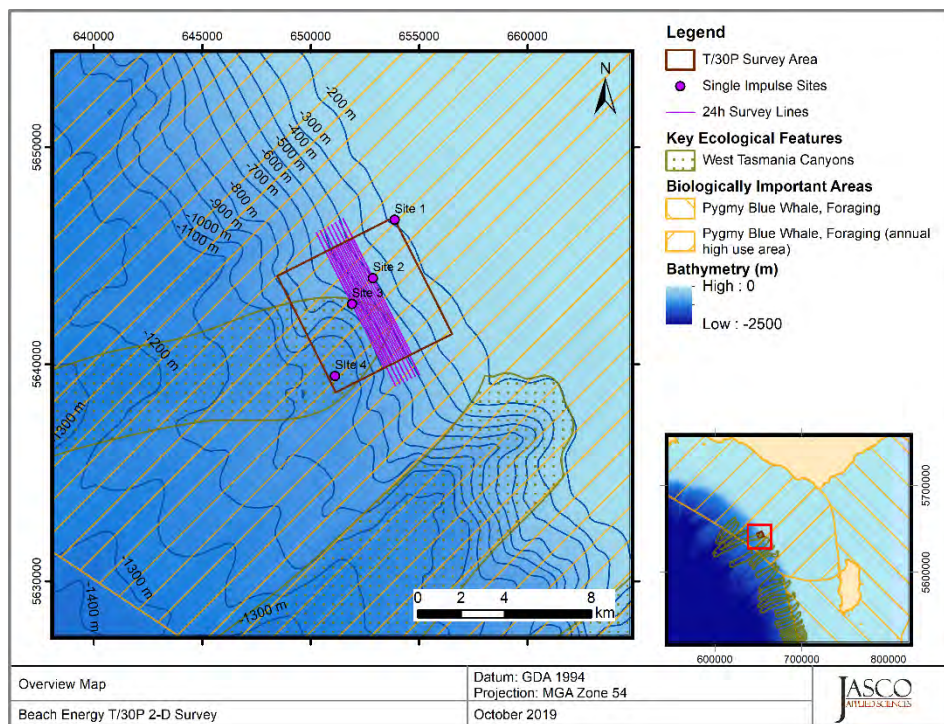 640000 645000 650000 655000 660000
5650000
5640000
5630000
N
-200 m
-300 m
-400 m
-500 m
-600 m
-700 m
-800 m
-900 m
-1000 m
-1100 m
-1200 m
-1300 m
-1300 m
-1400 m
-1300 m
Site 1
Site 2
Site 3
Site 4
0 2 4 6 8
km
Legend
T/30P Survey Area
Single Impulse Sites
24h Survey Lines
Key Ecological Features
West Tasmania Canyons
Biologically Important Areas
Pygmy Blue Whale, Foraging
Pygmy Blue Whale, Foraging (annual
high use area)
Bathymetry (m)
High : 0
Low : -2500
5700000
5600000
600000 700000 800000
Overview Map
Beach Energy T/30P 2-D Survey
Datum: GDA 1994
Projection: MGA Zone 54
October 2019
JASCO
APPLIED SCIENCES